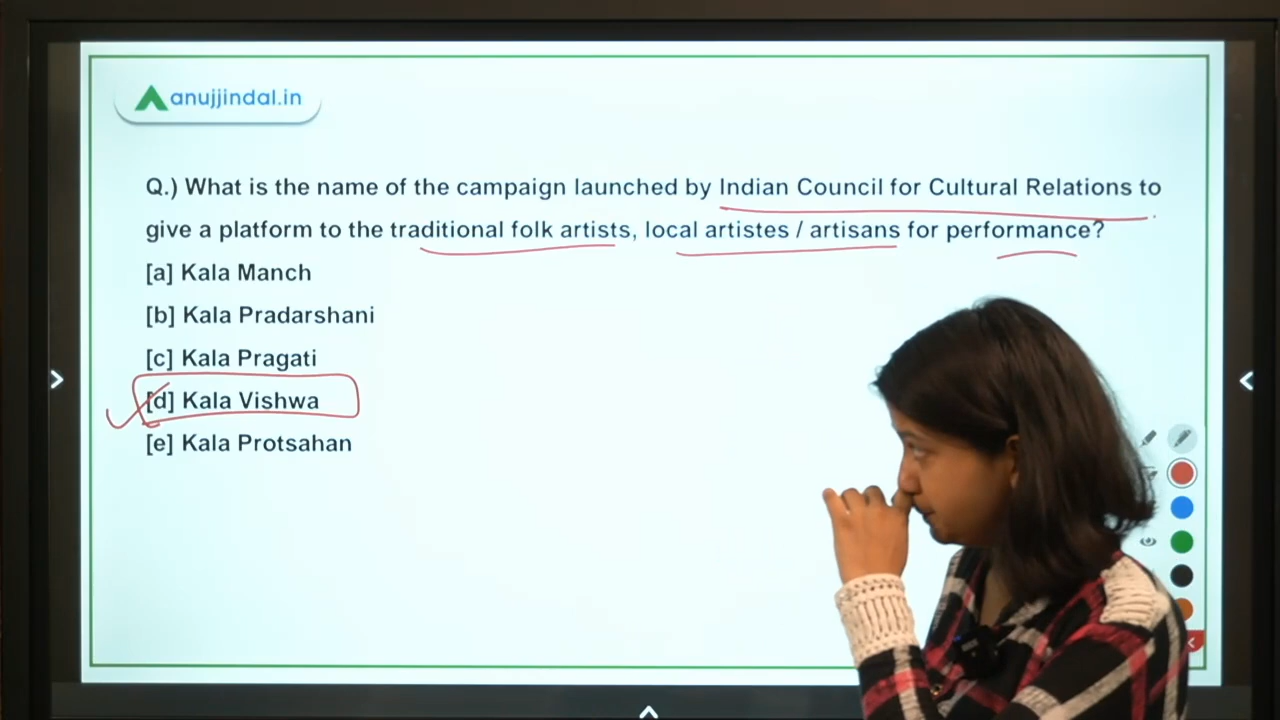 anujjindal.in
Q.) What is the name of the campaign launched by Indian Council for Cultural Relations to
give a platform to the traditional folk artists, local artistes / artisans for performance?
[a] Kala Manch
[b] Kala Pradarshani
[c] Kala Pragati
[d] Kala Vishwa
[e] Kala Protsahan